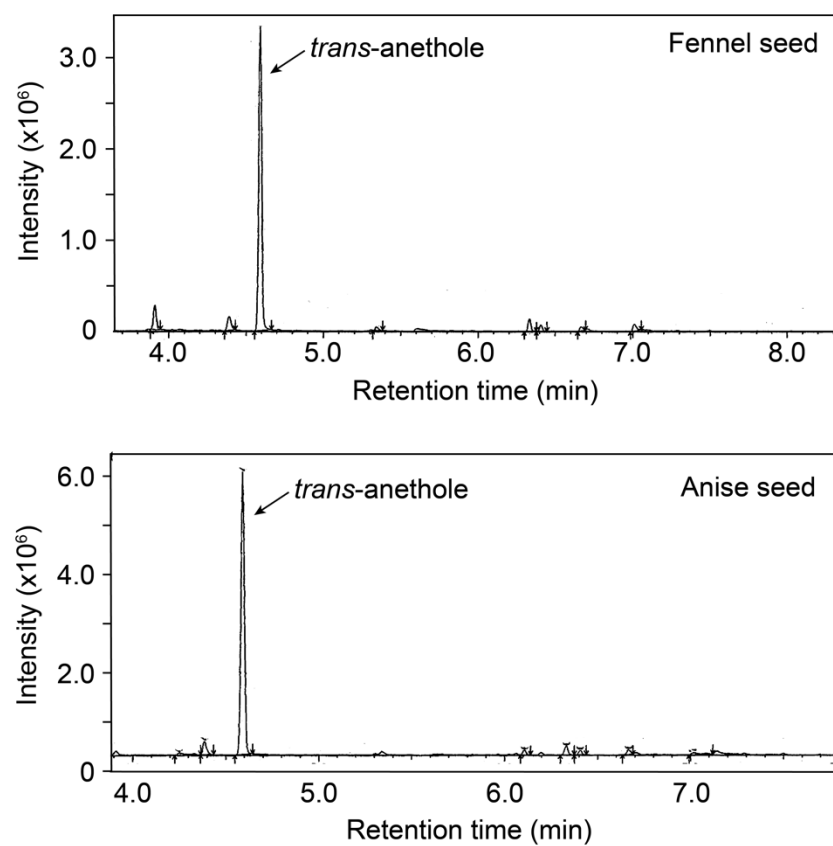 trans-anethole
Fennel seed
3.0
2.0
1.0
0
Intensity (x10⁶)
4.0 5.0 6.0 7.0 8.0
Retention time (min)
trans-anethole
Anise seed
6.0
4.0
2.0
0
Intensity (x10⁶)
4.0 5.0 6.0 7.0
Retention time (min)